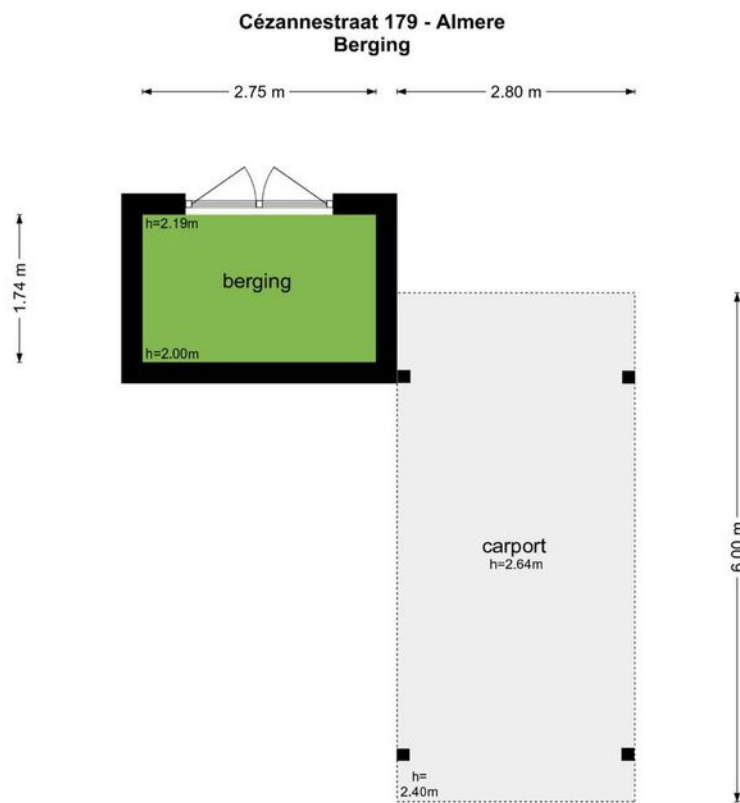 Cézannestraat 179 - Almere
Berging
2.75 m
2.80 m
h=2.19m
1.74 m
berging
h=2.00m
carport
h=2.64m
6.00 m
h=
2.40m